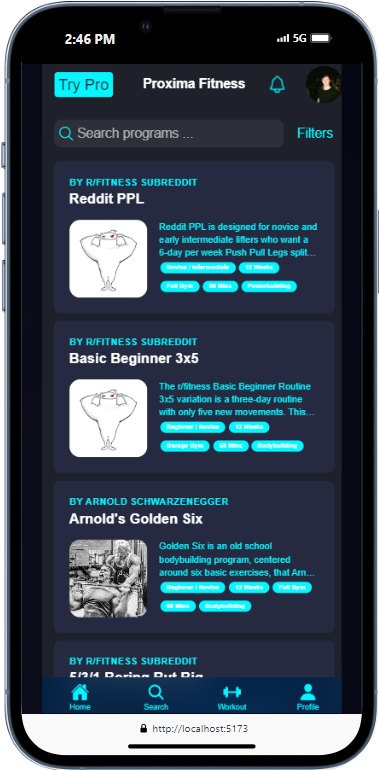 2:46 PM 5G
Try Pro Proxima Fitness
Search programs ... Filters
BY R/FITNESS SUBREDDIT
Reddit PPL
Reddit PPL is designed for novice and
early intermediate lifters who want a
6-day per week Push Pull Legs split...
Novice / Intermediate 12 Weeks
Full Gym Mins Powerbuilding
BY R/FITNESS SUBREDDIT
Basic Beginner 3x5
The r/fitness Basic Beginner Routine
3x5 variation is a three-day routine
with only five new movements. This...
Beginner / Novice 12 Weeks
Garage Gym Mins Bodybuilding
BY ARNOLD SCHWARZENEGGER
Arnold's Golden Six
Golden Six is an old school
bodybuilding program, centered
around six basic exercises, that Arn...
Beginner / Novice 12 Weeks Full Gym
Mins Bodybuilding
BY R/FITNESS SUBREDDIT
5/3/1 Boring But Big
Home Search Workout Profile
http://localhost:5173